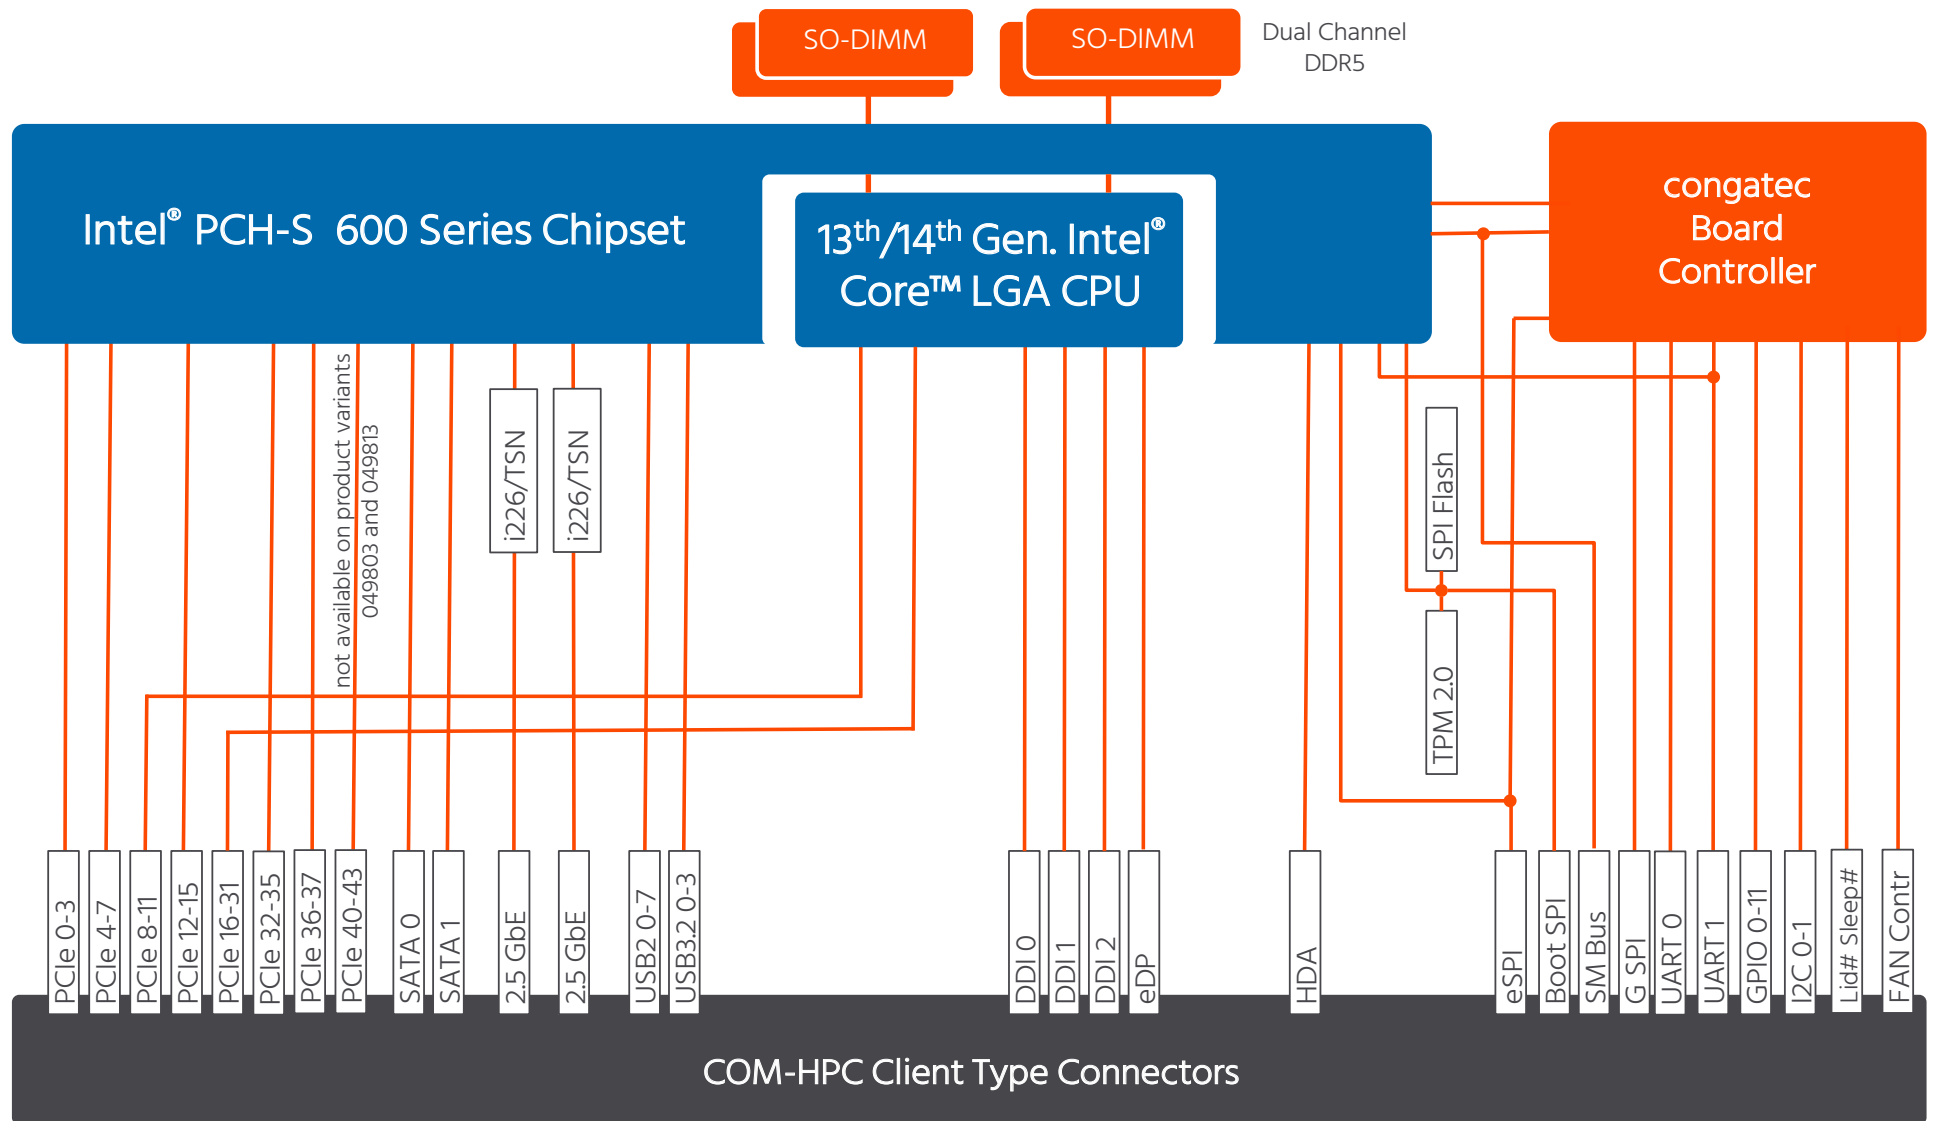 SO-DIMM
SO-DIMM
Dual Channel
DDR5
Intel® PCH-S 600 Series Chipset
13th/14th Gen. Intel®
Core™ LGA CPU
congatec
Board
Controller
not available on product variants
049803 and 049813
i226/TSN
i226/TSN
SPI Flash
TPM 2.0
PCIe 0-3
PCIe 4-7
PCIe 8-11
PCIe 12-15
PCIe 16-31
PCIe 32-35
PCIe 36-37
PCIe 40-43
SATA 0
SATA 1
2.5 GbE
2.5 GbE
USB2 0-7
USB3.2 0-3
DDI 0
DDI 1
DDI 2
eDP
HDA
eSPI
Boot SPI
SM Bus
G SPI
UART 0
UART 1
GPIO 0-11
I2C 0-1
Lid# Sleep#
FAN Contr
COM-HPC Client Type Connectors